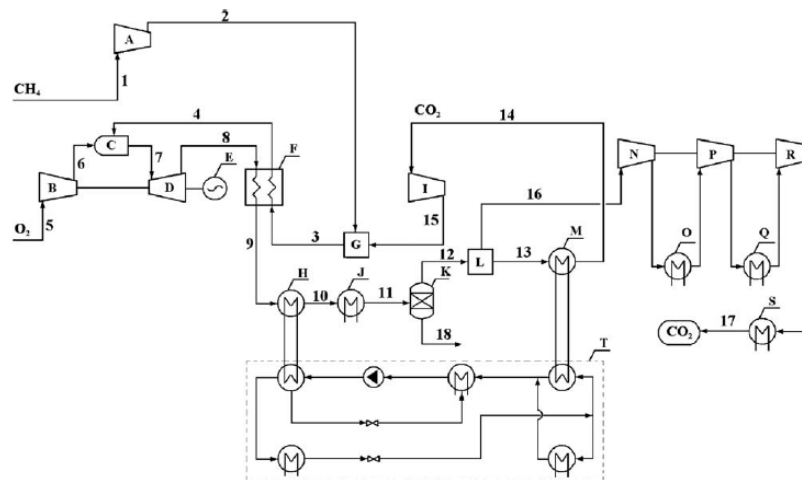 2
A
1
CH₄
4
CO₂
14
8
E
F
6
C
7
N
P
R
B
D
I
16
5
15
O₂
9
3
G
12
13
M
O
Q
H
J
K
L
10
11
17
S
CO₂
18
T